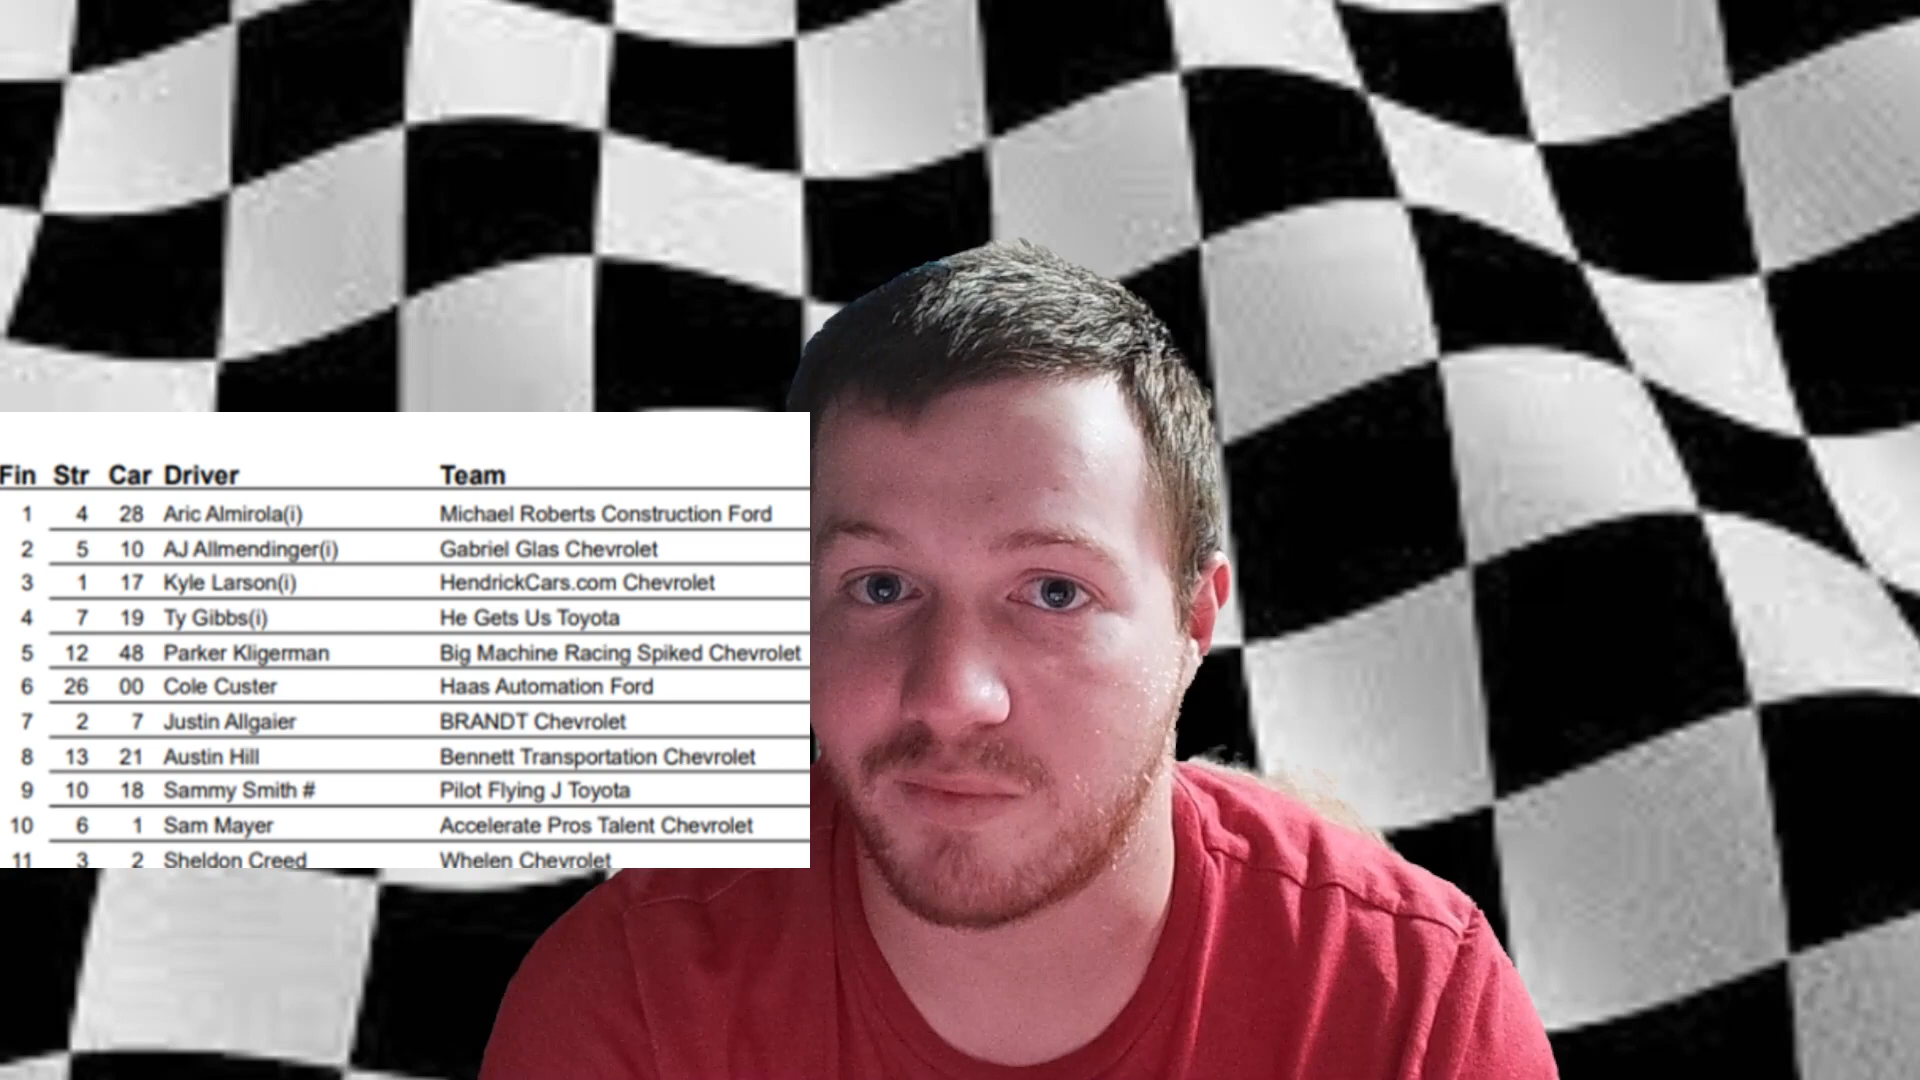 Fin Str Car Driver Team
1 4 28 Aric Almirola(i) Michael Roberts Construction Ford
2 5 10 AJ Allmendinger(i) Gabriel Glas Chevrolet
3 1 17 Kyle Larson(i) HendrickCars.com Chevrolet
4 7 19 Ty Gibbs(i) He Gets Us Toyota
5 12 48 Parker Kligerman Big Machine Racing Spiked Chevrolet
6 26 00 Cole Custer Haas Automation Ford
7 2 7 Justin Allgaier BRANDT Chevrolet
8 13 21 Austin Hill Bennett Transportation Chevrolet
9 10 18 Sammy Smith # Pilot Flying J Toyota
10 6 1 Sam Mayer Accelerate Pros Talent Chevrolet
11 3 2 Sheldon Creed Whelen Chevrolet